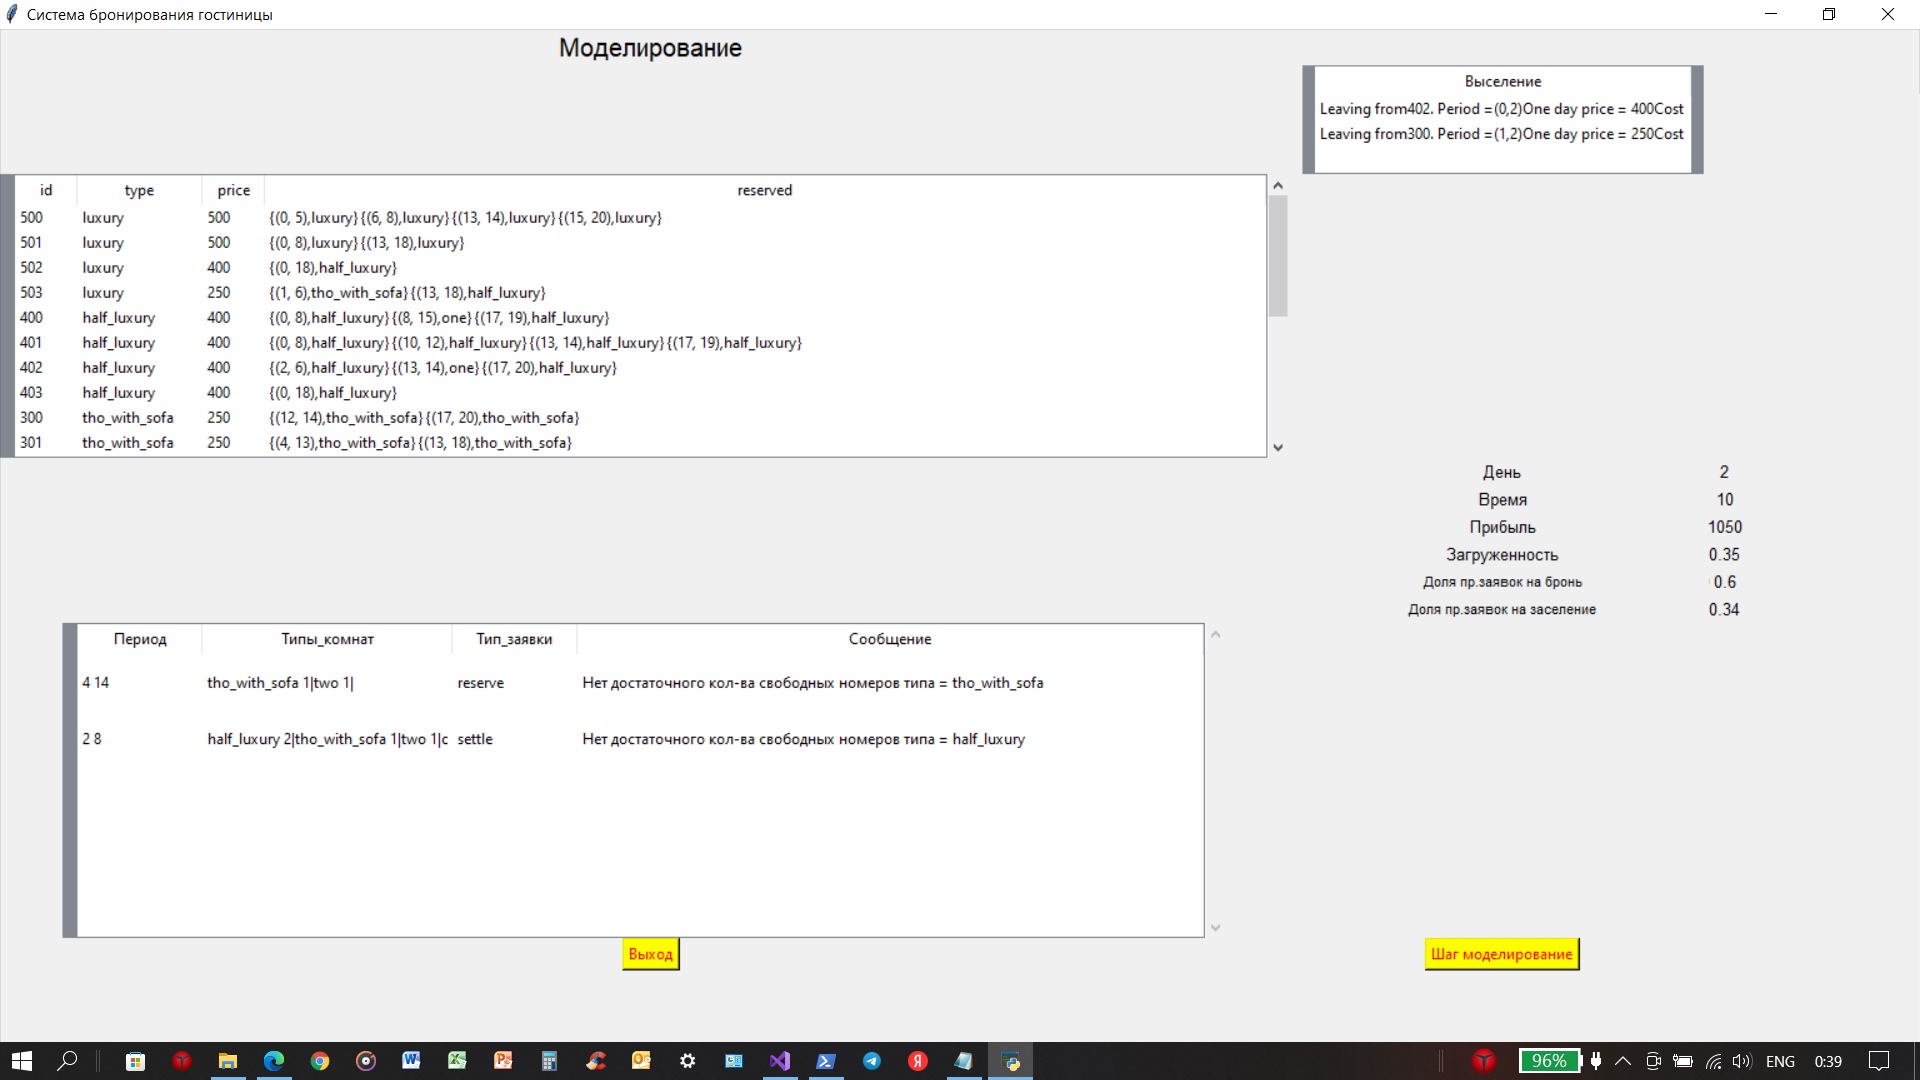 Система бронирования гостиницы
Моделирование
Выселение
Leaving from402. Period =(0,2)One day price = 400Cost
Leaving from300. Period =(1,2)One day price = 250Cost
id type price reserved
500 luxury 500 {(0, 5),luxury}{(6, 8),luxury}{(13, 14),luxury}{(15, 20),luxury}
501 luxury 500 {(0, 8),luxury}{(13, 18),luxury}
502 luxury 400 {(0, 18),half_luxury}
503 luxury 250 {(1, 6),tho_with_sofa}{(13, 18),half_luxury}
400 half_luxury 400 {(0, 8),half_luxury}{(8, 15),one}{(17, 19),half_luxury}
401 half_luxury 400 {(0, 8),half_luxury}{(10, 12),half_luxury}{(13, 14),half_luxury}{(17, 19),half_luxury}
402 half_luxury 400 {(2, 6),half_luxury}{(13, 14),one}{(17, 20),half_luxury}
403 half_luxury 400 {(0, 18),half_luxury}
300 tho_with_sofa 250 {(12, 14),tho_with_sofa}{(17, 20),tho_with_sofa}
301 tho_with_sofa 250 {(4, 13),tho_with_sofa}{(13, 18),tho_with_sofa}
День 2
Время 10
Прибыль 1050
Загруженность 0.35
Доля пр.заявок на бронь 0.6
Доля пр.заявок на заселение 0.34
Период Типы_комнат Тип_заявки Сообщение
4 14 tho_with_sofa 1|two 1| reserve Нет достаточного кол-ва свободных номеров типа = tho_with_sofa
2 8 half_luxury 2|tho_with_sofa 1|two 1|c settle Нет достаточного кол-ва свободных номеров типа = half_luxury
Выход
Шаг моделирование
96% ENG 0:39